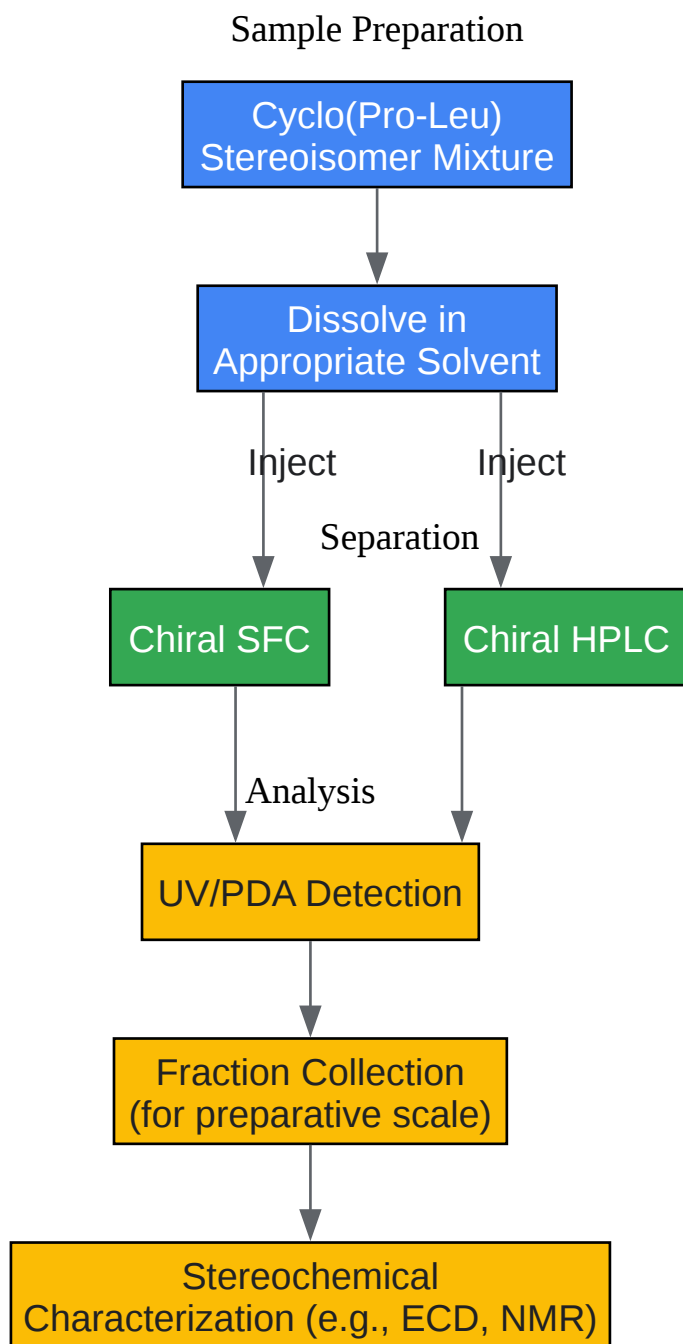 Sample Preparation
Cyclo(Pro-Leu)
Stereoisomer Mixture
Dissolve in
Appropriate Solvent
Inject
Inject
Separation
Chiral SFC
Chiral HPLC
Analysis
UV/PDA Detection
Fraction Collection
(for preparative scale)
Stereochemical
Characterization (e.g., ECD, NMR)